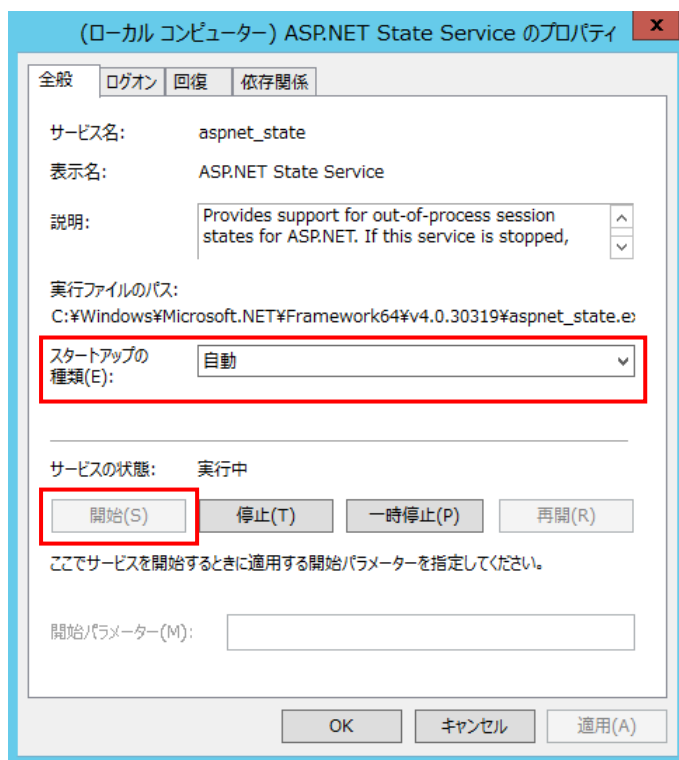 (ローカル コンピューター) ASP.NET State Service のプロパティ
x
全般 ログオン 回復 依存関係
サービス名: aspnet_state
表示名: ASP.NET State Service
説明: Provides support for out-of-process session
states for ASP.NET. If this service is stopped,
実行ファイルのパス:
C:¥Windows¥Microsoft.NET¥Framework64¥v4.0.30319¥aspnet_state.ex
スタートアップの
種類(E): 自動
サービスの状態: 実行中
開始(S) 停止(T) 一時停止(P) 再開(R)
ここでサービスを開始するときに適用する開始パラメーターを指定してください。
開始パラメーター(M):
OK キャンセル 適用(A)